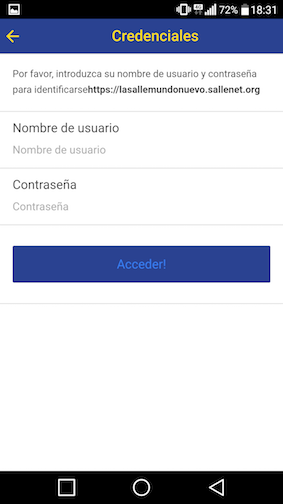 72% 18:31
Credenciales
Por favor, introduzca su nombre de usuario y contraseña
para identificarsehttps://lasallemundonuevo.sallenet.org
Nombre de usuario
Nombre de usuario
Contraseña
Contraseña
Acceder!